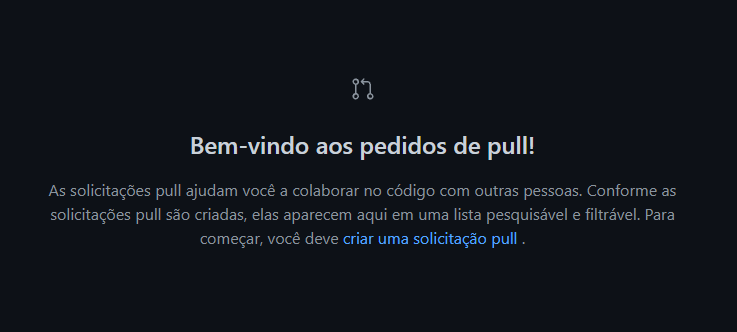 Bem-vindo aos pedidos de pull!
As solicitações pull ajudam você a colaborar no código com outras pessoas. Conforme as
solicitações pull são criadas, elas aparecem aqui em uma lista pesquisável e filtrável. Para
começar, você deve criar uma solicitação pull .